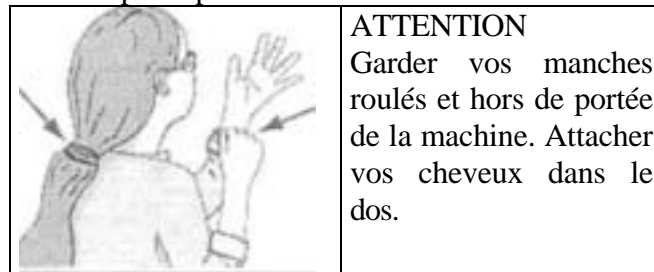 ATTENTION
Garder vos manches
roulés et hors de portée
de la machine. Attacher
vos cheveux dans le
dos.